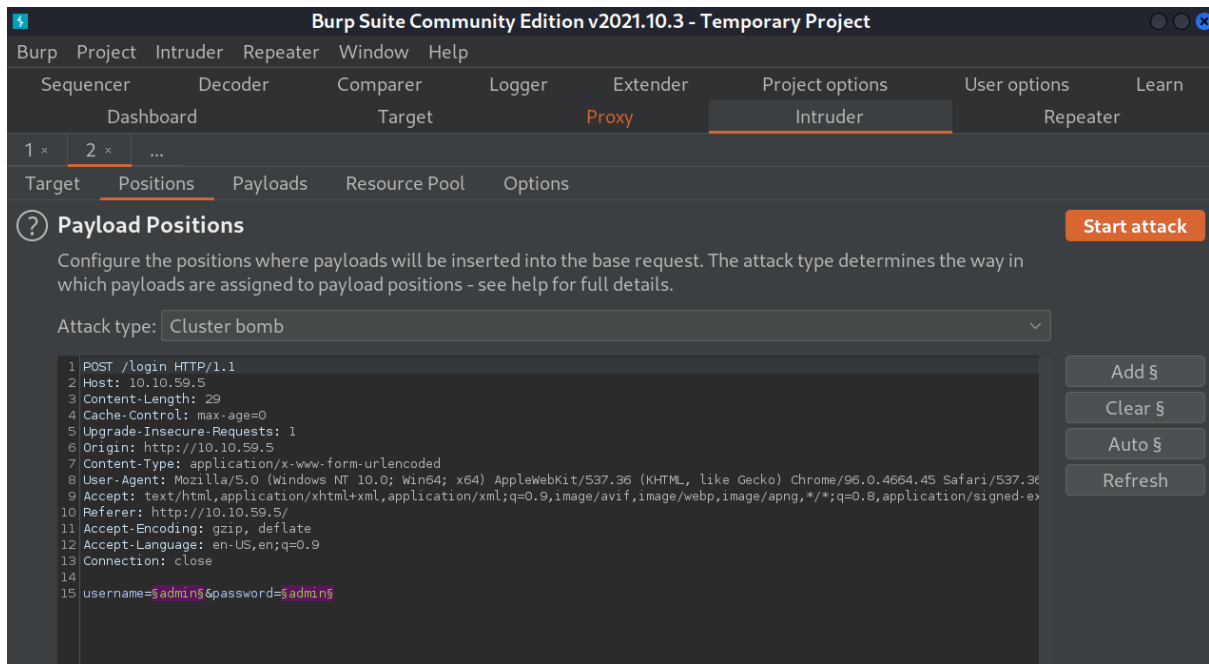 Burp Suite Community Edition v2021.10.3 - Temporary Project
Burp Project Intruder Repeater Window Help
Sequencer Decoder Comparer Logger Extender Project options User options Learn
Dashboard Target Proxy Intruder Repeater
1 × 2 × ...
Target Positions Payloads Resource Pool Options
? Payload Positions Start attack
Configure the positions where payloads will be inserted into the base request. The attack type determines the way in
which payloads are assigned to payload positions - see help for full details.
Attack type: Cluster bomb
1 POST /login HTTP/1.1 Add §
2 Host: 10.10.59.5
3 Content-Length: 29 Clear §
4 Cache-Control: max-age=0
5 Upgrade-Insecure-Requests: 1
6 Origin: http://10.10.59.5 Auto §
7 Content-Type: application/x-www-form-urlencoded
8 User-Agent: Mozilla/5.0 (Windows NT 10.0; Win64; x64) AppleWebKit/537.36 (KHTML, like Gecko) Chrome/96.0.4664.45 Safari/537.36 Refresh
9 Accept: text/html,application/xhtml+xml,application/xml;q=0.9,image/avif,image/webp,image/apng,*/*;q=0.8,application/signed-ex
10 Referer: http://10.10.59.5/
11 Accept-Encoding: gzip, deflate
12 Accept-Language: en-US,en;q=0.9
13 Connection: close
14
15 username=§admin§&password=§admin§